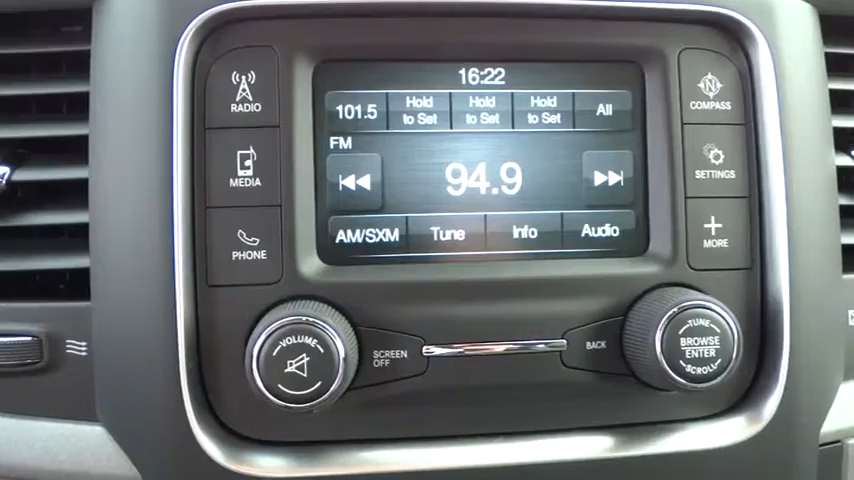 16:22
RADIO
MEDIA
PHONE
101.5
Hold
to Set
Hold
to Set
Hold
to Set
All
FM
94.9
AM/SXM
Tune
Info
Audio
N
COMPASS
SETTINGS
MORE
VOLUME
SCREEN
OFF
BACK
TUNE
BROWSE
ENTER
SCROLL